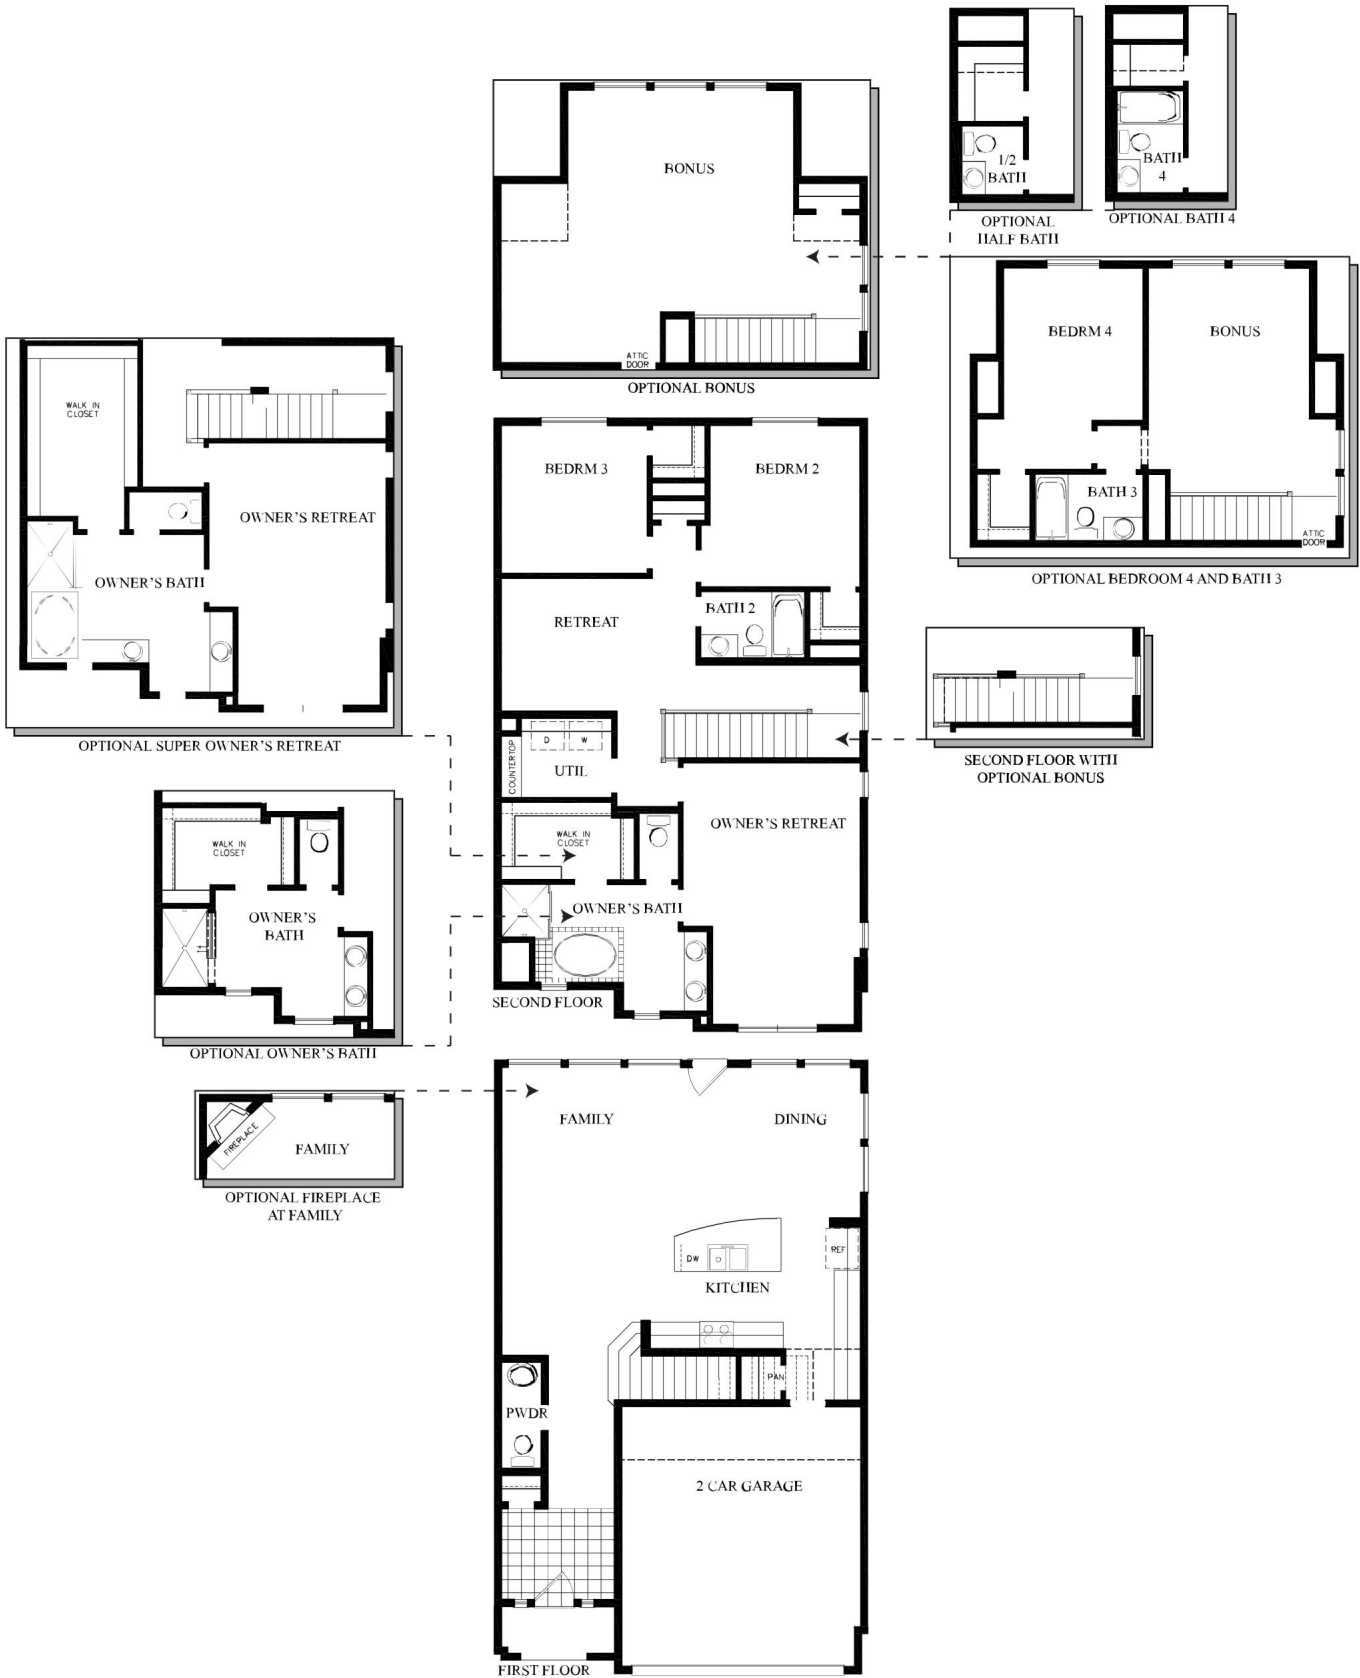 1/2
BATH
OPTIONAL
HALF BATH
BATH
4
OPTIONAL BATH 4
BONUS
ATTIC
DOOR
OPTIONAL BONUS
BEDRM 4
BONUS
BATH 3
ATTIC
DOOR
OPTIONAL BEDROOM 4 AND BATH 3
WALK IN
CLOSET
OWNER'S RETREAT
OWNER'S BATH
OPTIONAL SUPER OWNER'S RETREAT
BEDRM 3
BEDRM 2
RETREAT
BATH 2
D
W
COUNTERTOP
UTIL
WALK IN
CLOSET
OWNER'S RETREAT
OWNER'S BATH
SECOND FLOOR
SECOND FLOOR WITH
OPTIONAL BONUS
WALK IN
CLOSET
OWNER'S
BATH
OPTIONAL OWNER'S BATH
FIREPLACE
FAMILY
OPTIONAL FIREPLACE
AT FAMILY
FAMILY
DINING
DW
REF
KITCHEN
PAN
PWDR
2 CAR GARAGE
FIRST FLOOR